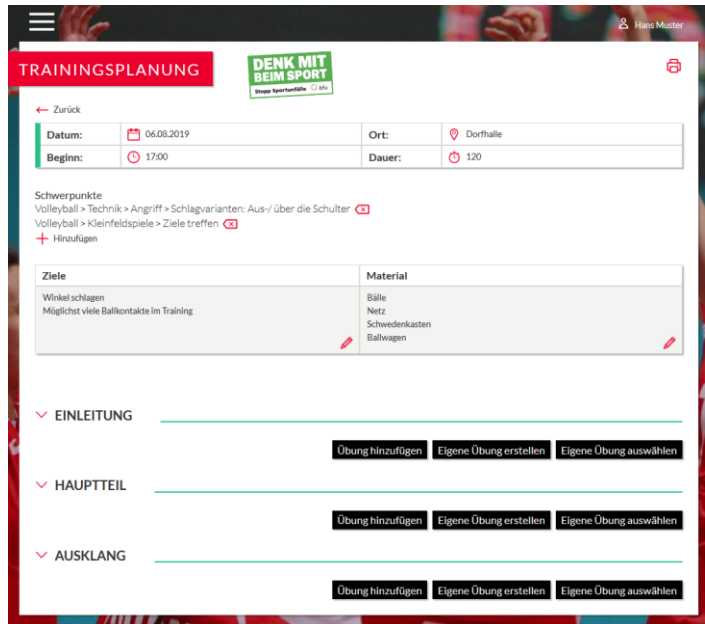 Hans Muster
TRAININGSPLANUNG
DENK MIT
BEIM SPORT
Stopp Sportunfälle bfu
Zurück
Datum: 06.08.2019 Ort: Dorfhalle
Beginn: 17:00 Dauer: 120
Schwerpunkte
Volleyball > Technik > Angriff > Schlagvarianten: Aus-/ über die Schulter
Volleyball > Kleinfeldspiele > Ziele treffen
Hinzufügen
Ziele Material
Winkel schlagen Bälle
Möglichst viele Ballkontakte im Training Netz
Schwedenkasten
Ballwagen
EINLEITUNG
Übung hinzufügen Eigene Übung erstellen Eigene Übung auswählen
HAUPTTEIL
Übung hinzufügen Eigene Übung erstellen Eigene Übung auswählen
AUSKLANG
Übung hinzufügen Eigene Übung erstellen Eigene Übung auswählen